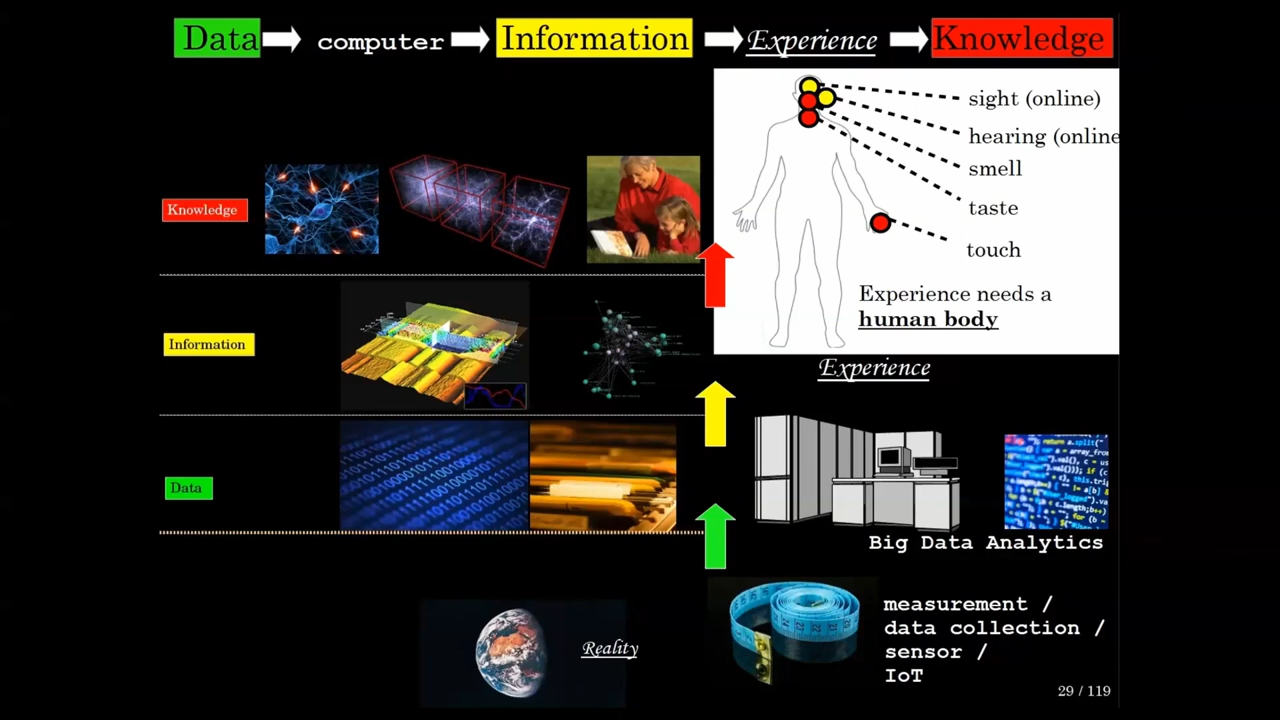 Data computer Information Experience Knowledge
sight (online)
hearing (online
smell
taste
touch
Experience needs a
human body
Experience
Knowledge
Information
Data
Big Data Analytics
measurement /
data collection /
sensor /
IoT
Reality
29 / 119